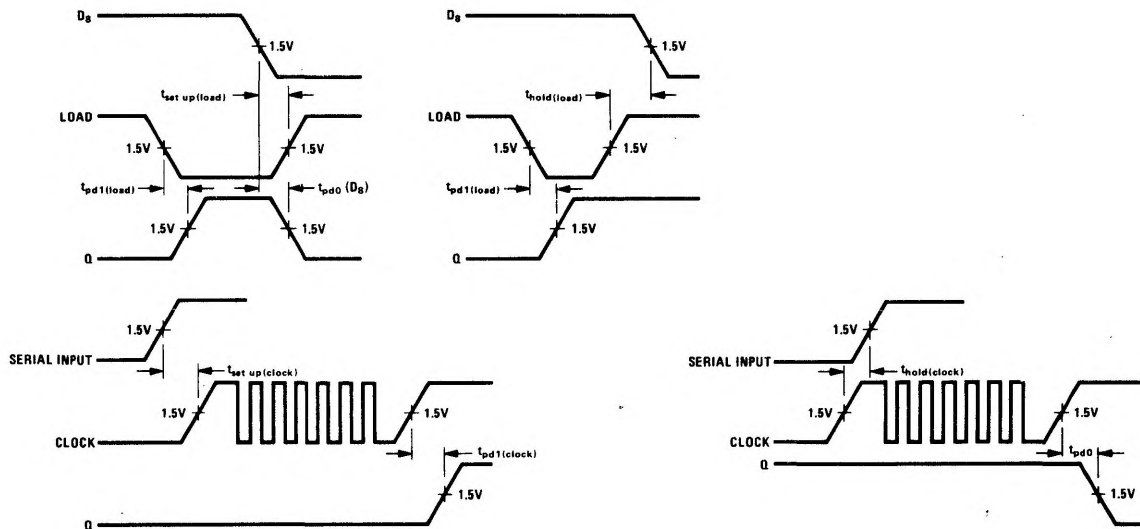 D8
1.5V
tset up(load)
LOAD
1.5V
1.5V
tpd1(load)
tpd0 (D8)
1.5V
1.5V
Q
D8
1.5V
thold(load)
LOAD
1.5V
1.5V
tpd1(load)
1.5V
Q
1.5V
SERIAL INPUT
tset up(clock)
1.5V
1.5V
CLOCK
tpd1(clock)
1.5V
Q
1.5V
SERIAL INPUT
thold(clock)
1.5V
1.5V
CLOCK
Q
tpd0
1.5V